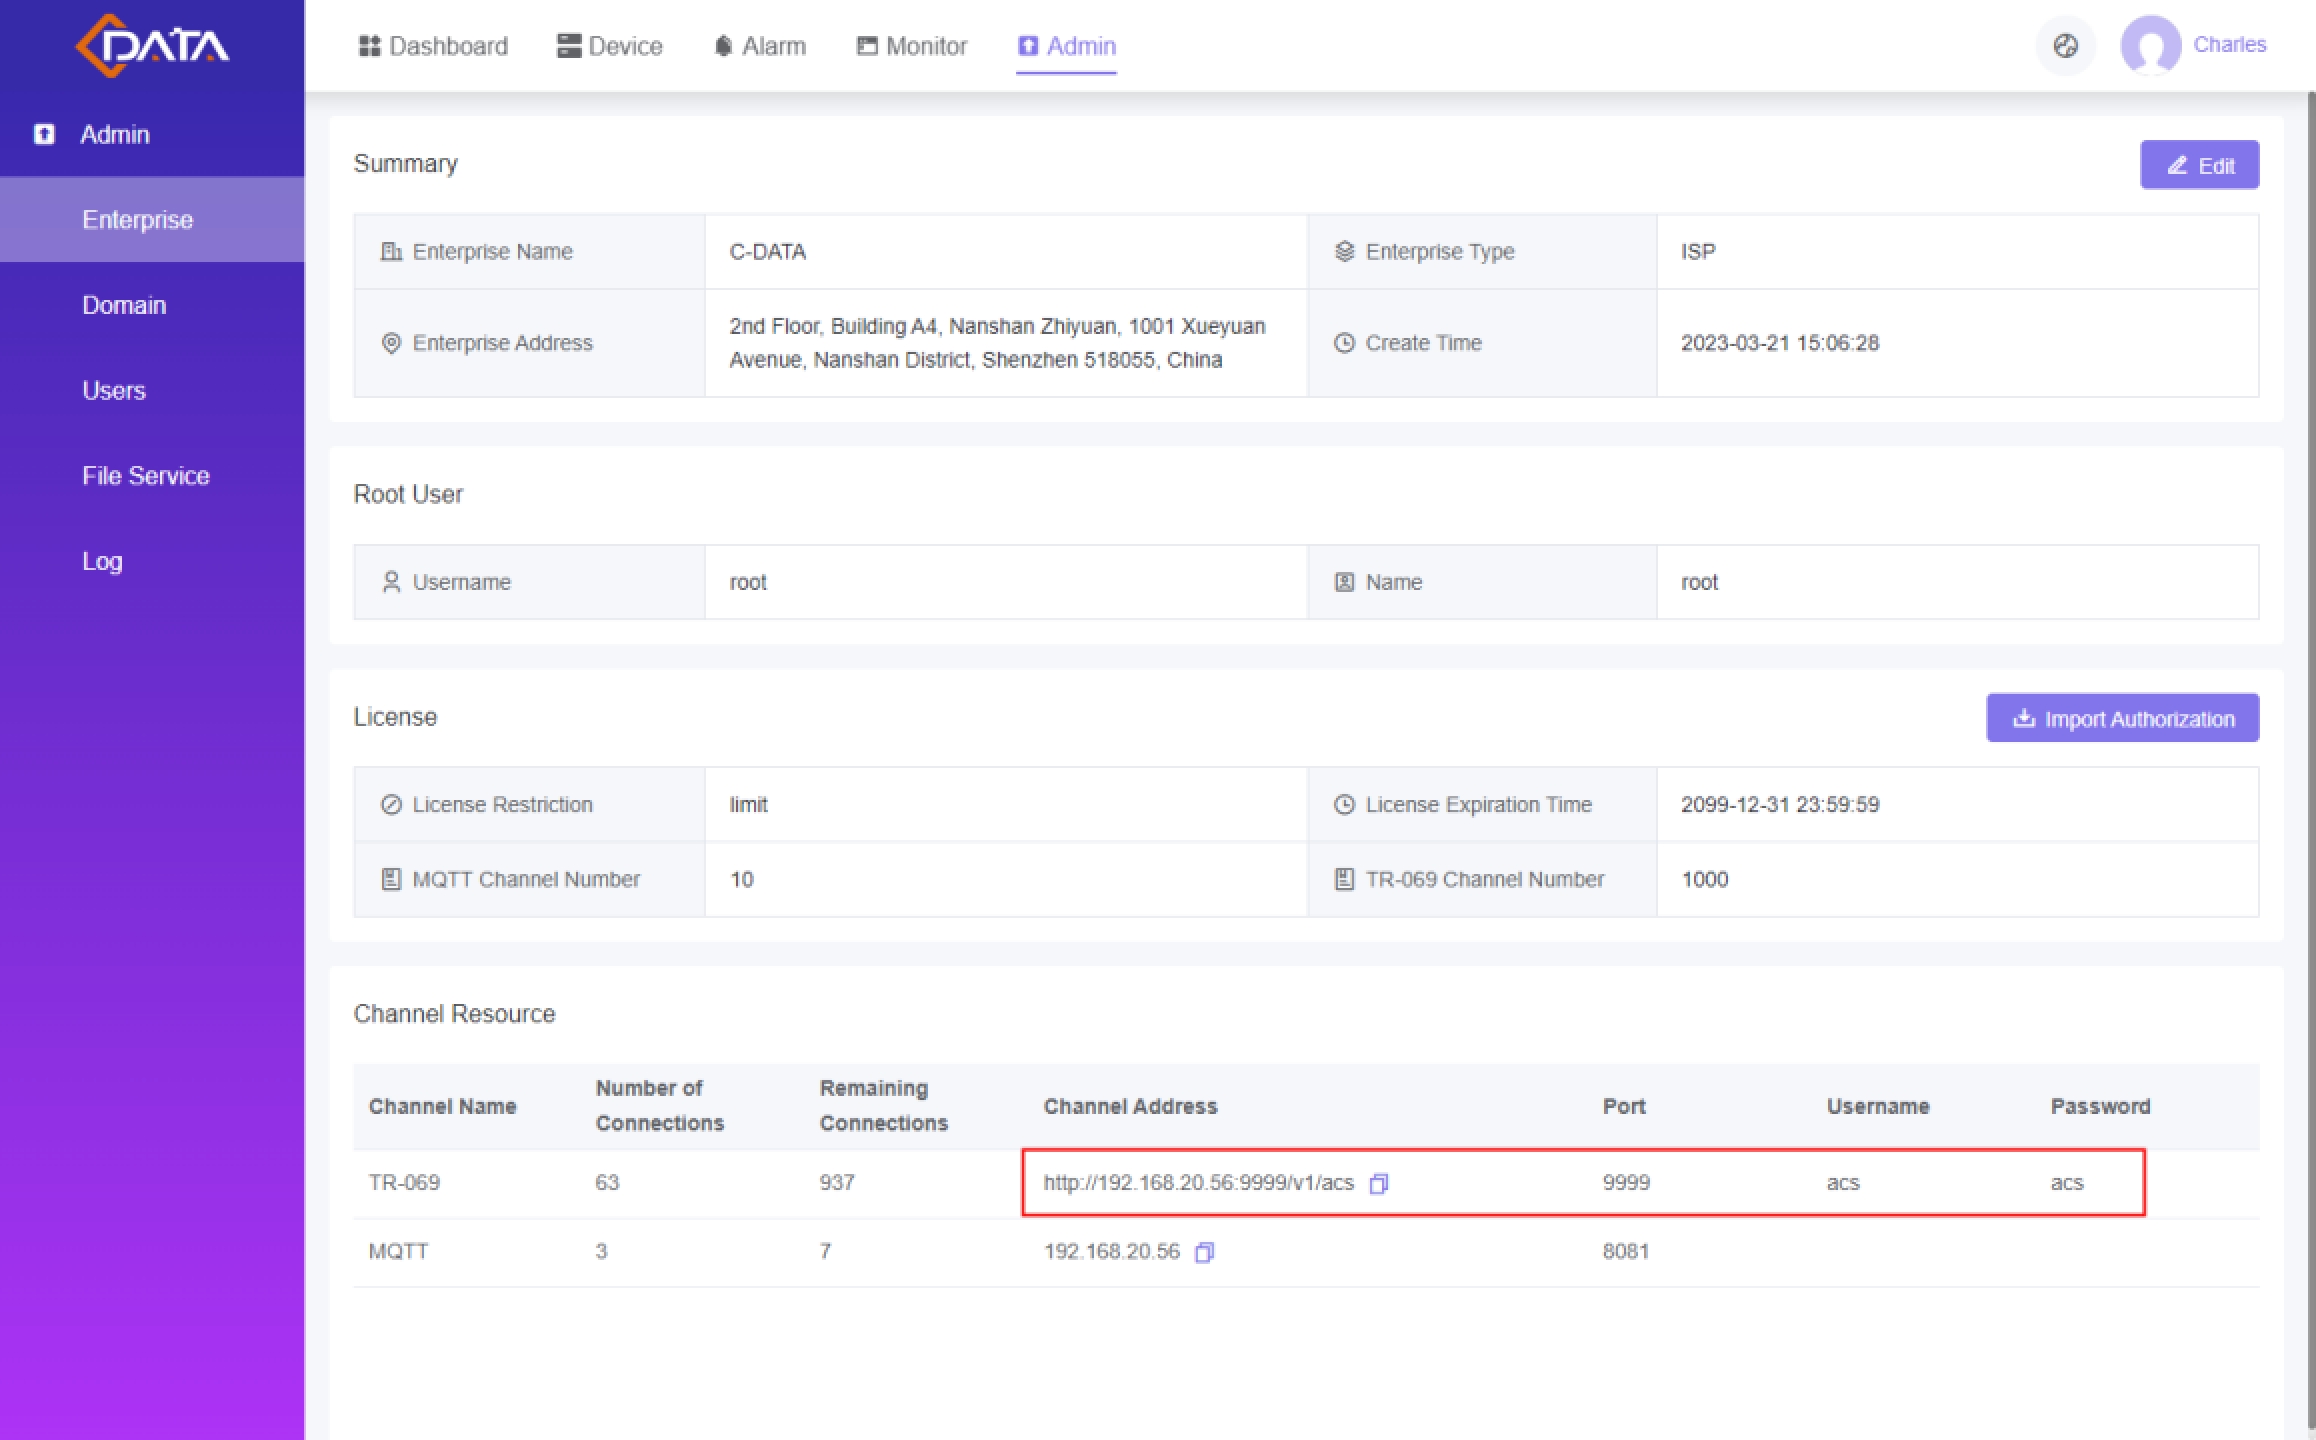 DATA
Dashboard Device Alarm Monitor Admin
Charles
Admin
Enterprise
Domain
Users
File Service
Log
Summary
Edit
Enterprise Name C-DATA Enterprise Type ISP
Enterprise Address 2nd Floor, Building A4, Nanshan Zhiyuan, 1001 Xueyuan
Avenue, Nanshan District, Shenzhen 518055, China
Create Time 2023-03-21 15:06:28
Root User
Username root Name root
License
Import Authorization
License Restriction limit License Expiration Time 2099-12-31 23:59:59
MQTT Channel Number 10 TR-069 Channel Number 1000
Channel Resource
Channel Name Number of Connections Remaining Connections Channel Address Port Username Password
TR-069 63 937 http://192.168.20.56:9999/v1/acs 9999 acs acs
MQTT 3 7 192.168.20.56 8081